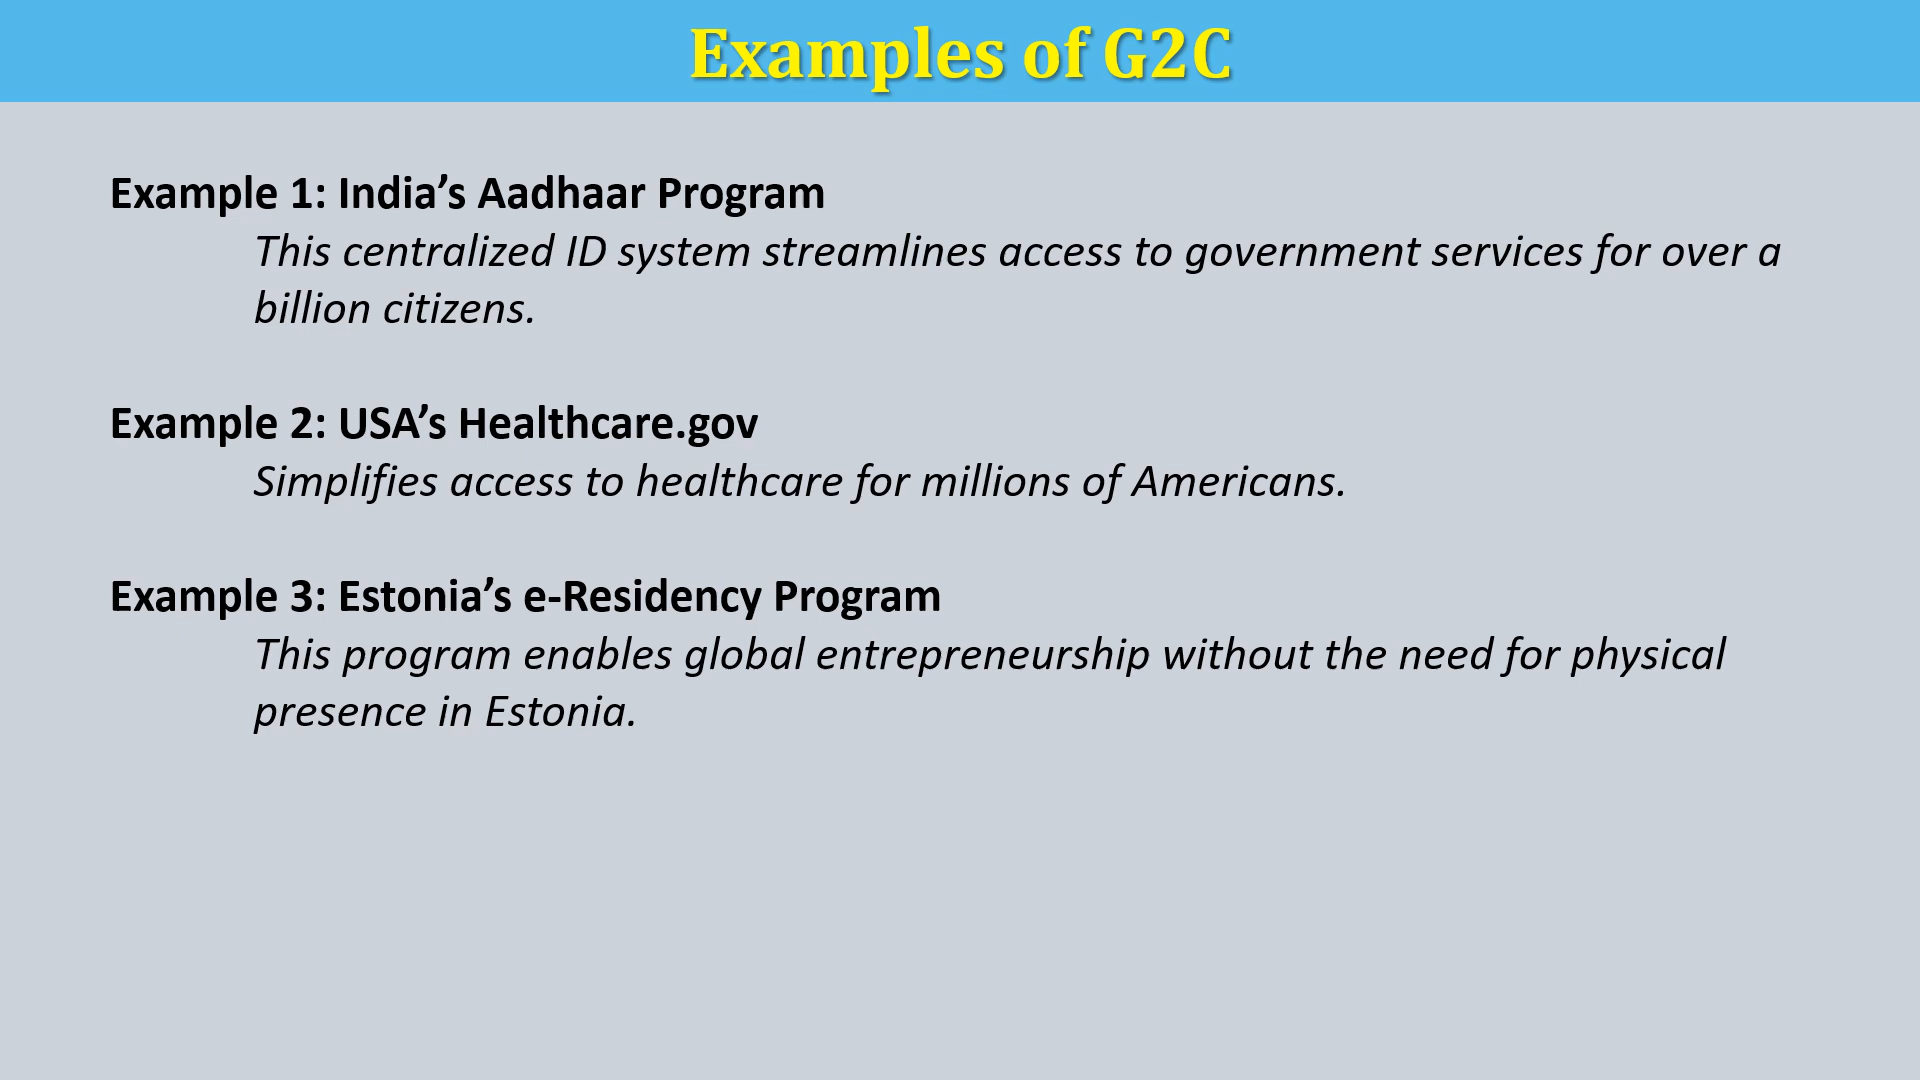 Examples of G2C
Example 1: India’s Aadhaar Program
This centralized ID system streamlines access to government services for over a
billion citizens.
Example 2: USA’s Healthcare.gov
Simplifies access to healthcare for millions of Americans.
Example 3: Estonia’s e-Residency Program
This program enables global entrepreneurship without the need for physical
presence in Estonia.